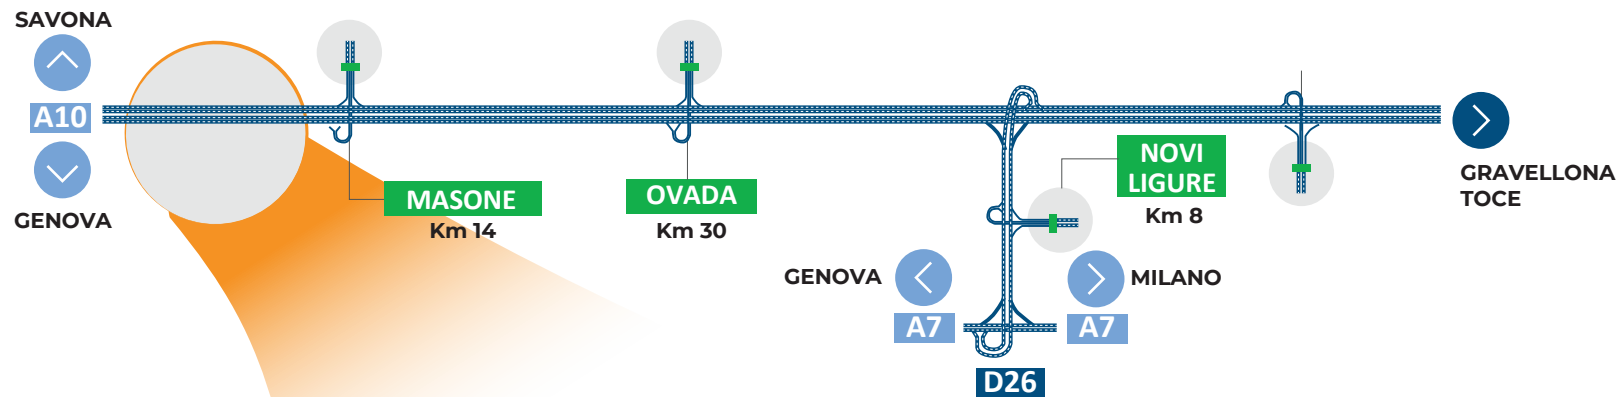 SAVONA
A10
GENOVA
MASONE
Km 14
OVADA
Km 30
NOVI
LIGURE
Km 8
GENOVA
A7
MILANO
A7
D26
GRAVELLONA
TOCE